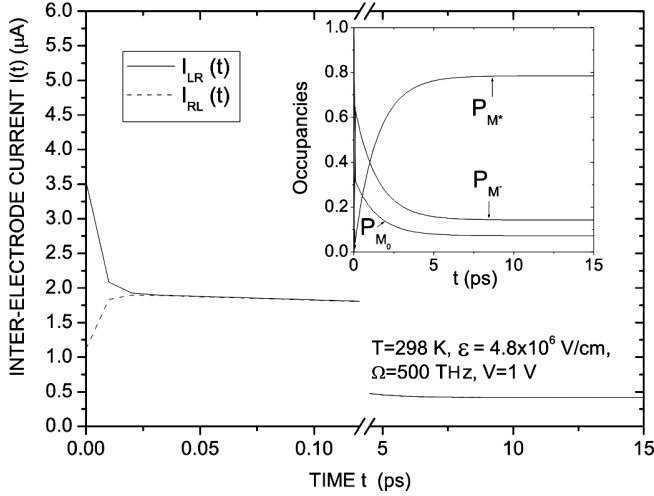 INTER-ELECTRODE CURRENT I(t) (μA)
6.0
5.5
5.0
4.5
4.0
3.5
3.0
2.5
2.0
1.5
1.0
0.5
0.0
I_LR (t)
I_RL (t)
Occupancies
1.0
0.8
0.6
0.4
0.2
0.0
P_M*
P_M-
P_M0
0 5 10 15
t (ps)
T=298 K, ε = 4.8x10^6 V/cm,
Ω=500 THz, V=1 V
0.00 0.05 0.10 5 10 15
TIME t (ps)